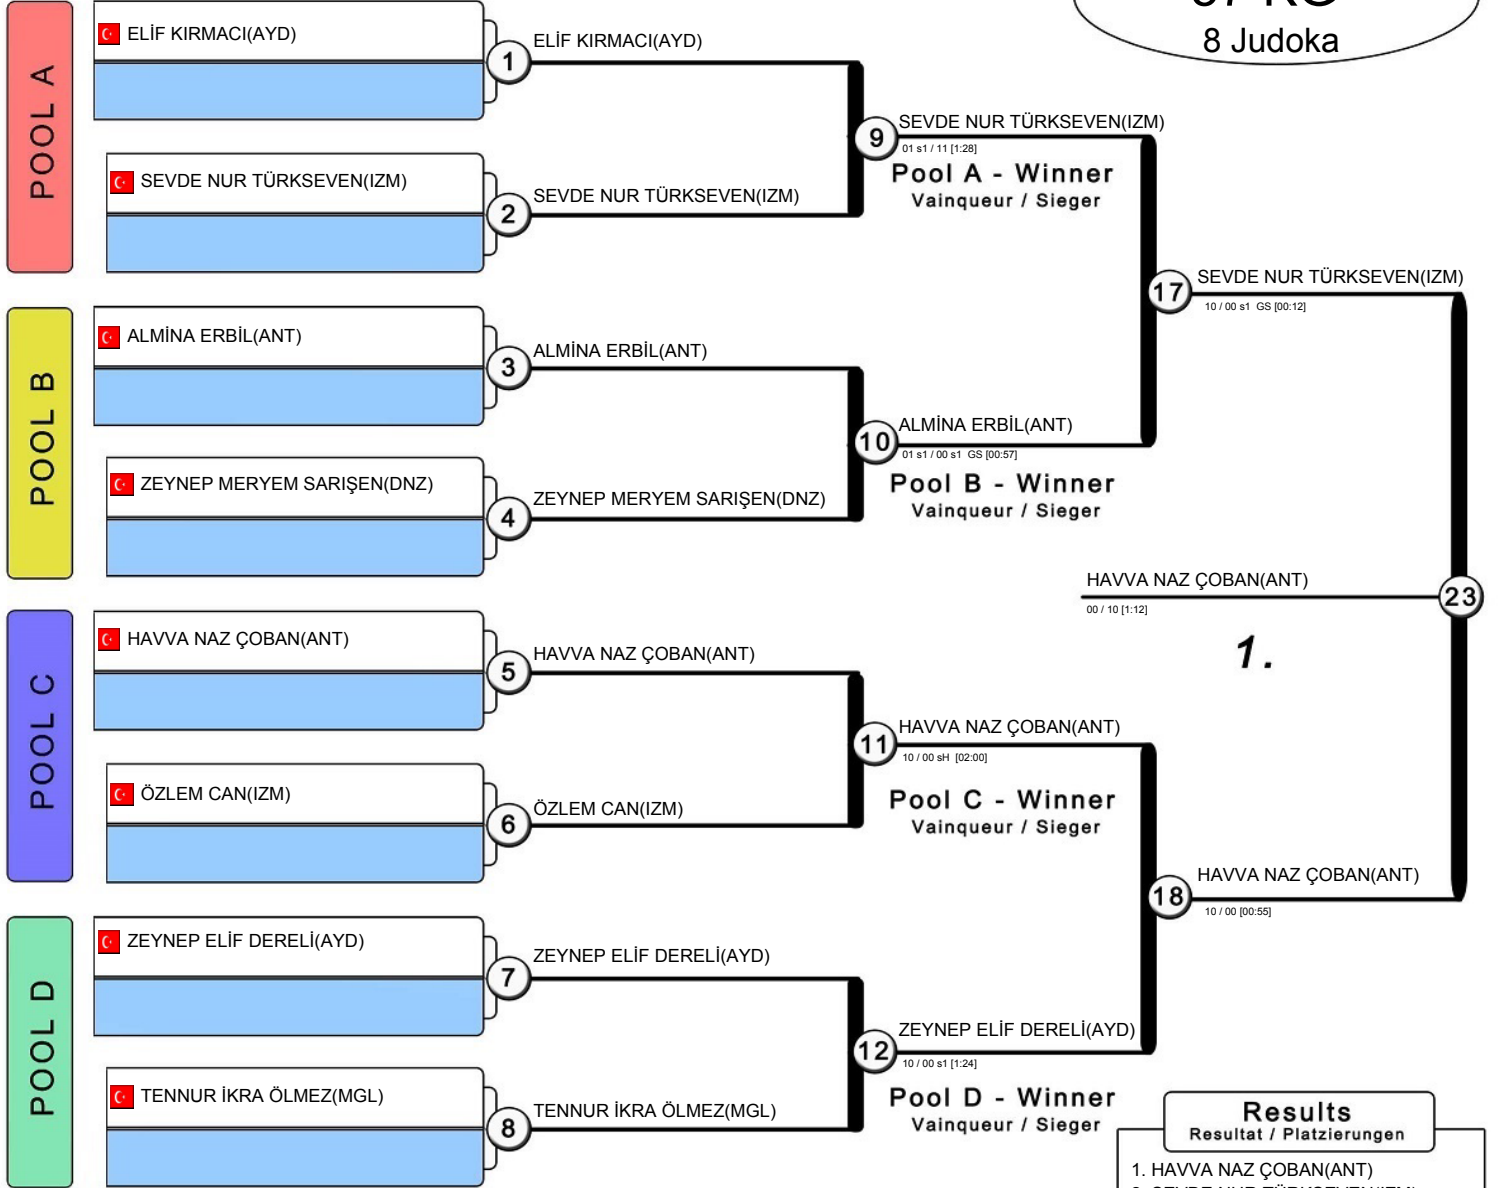 8 Judoka
POOL A
ELİF KIRMACI(AYD)
1
ELİF KIRMACI(AYD)
SEVDE NUR TÜRKSEVEN(IZM)
2
SEVDE NUR TÜRKSEVEN(IZM)
9
SEVDE NUR TÜRKSEVEN(IZM)
01 s1 / 11 [1:28]
Pool A - Winner
Vainqueur / Sieger
POOL B
ALMİNA ERBİL(ANT)
3
ALMİNA ERBİL(ANT)
ZEYNEP MERYEM SARIŞEN(DNZ)
4
ZEYNEP MERYEM SARIŞEN(DNZ)
10
ALMİNA ERBİL(ANT)
01 s1 / 00 s1 GS [00:57]
Pool B - Winner
Vainqueur / Sieger
17
SEVDE NUR TÜRKSEVEN(IZM)
10 / 00 s1 GS [00:12]
POOL C
HAVVA NAZ ÇOBAN(ANT)
5
HAVVA NAZ ÇOBAN(ANT)
ÖZLEM CAN(IZM)
6
ÖZLEM CAN(IZM)
11
HAVVA NAZ ÇOBAN(ANT)
10 / 00 sH [02:00]
Pool C - Winner
Vainqueur / Sieger
POOL D
ZEYNEP ELİF DERELİ(AYD)
7
ZEYNEP ELİF DERELİ(AYD)
TENNUR İKRA ÖLMEZ(MGL)
8
TENNUR İKRA ÖLMEZ(MGL)
12
ZEYNEP ELİF DERELİ(AYD)
10 / 00 s1 [1:24]
Pool D - Winner
Vainqueur / Sieger
18
HAVVA NAZ ÇOBAN(ANT)
10 / 00 [00:55]
HAVVA NAZ ÇOBAN(ANT)
23
00 / 10 [1:12]
1.
Results
Resultat / Platzierungen
1. HAVVA NAZ ÇOBAN(ANT)